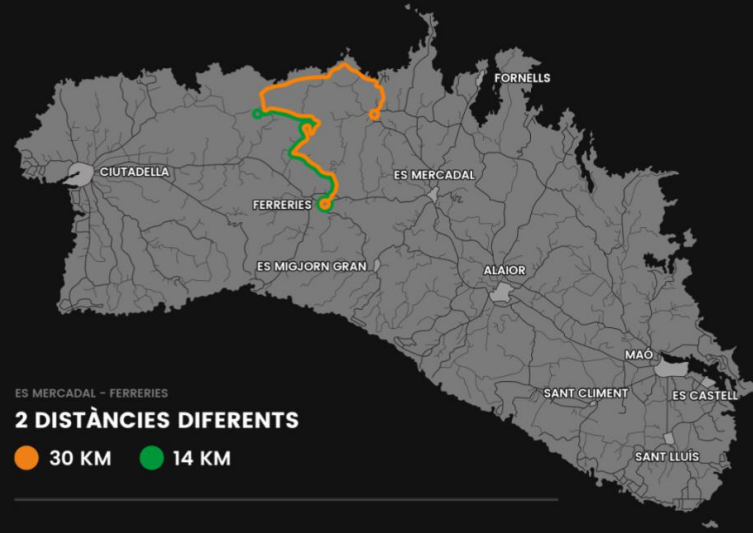 FORNELLS
CIUTADELLA
ES MERCADAL
FERRERIES
ES MIGJORN GRAN
ALAIOR
MAÓ
SANT CLIMENT
ES CASTELL
SANT LLUÍS
ES MERCADAL - FERRERIES
2 DISTÀNCIES DIFERENTS
30 KM
14 KM